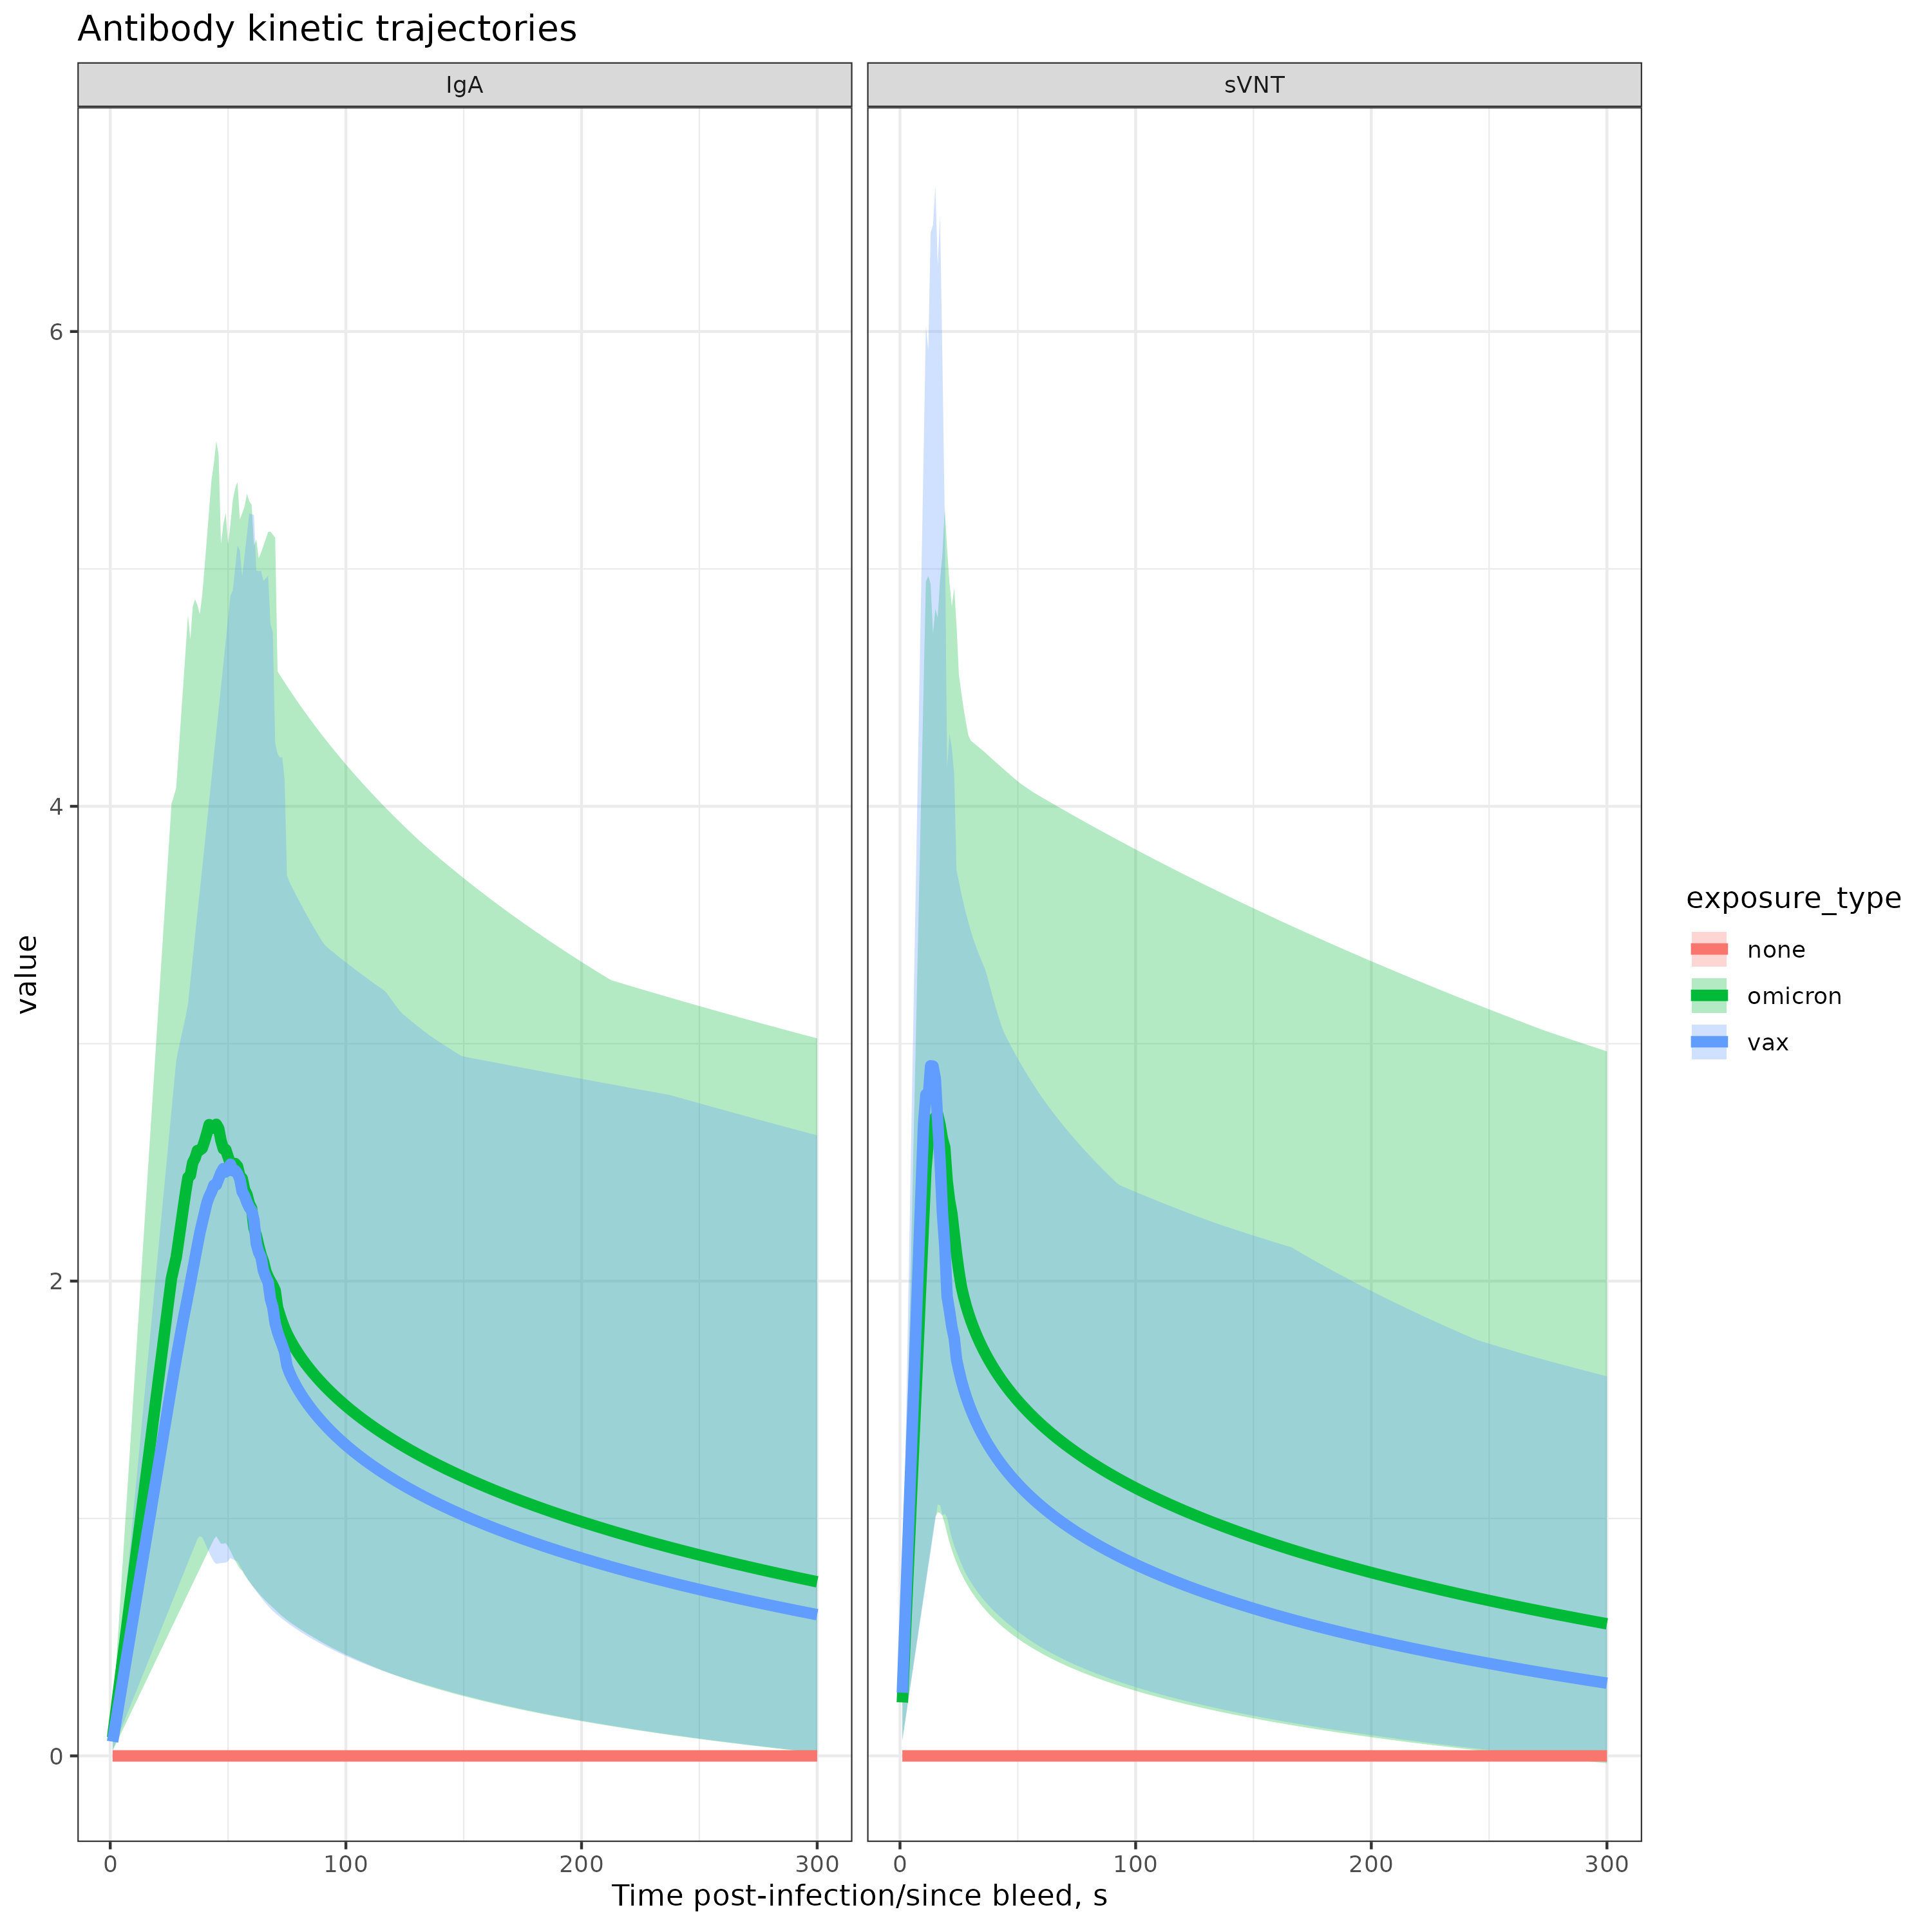 Antibody kinetic trajectories
IgA
sVNT
value
6
4
2
0
0
100
200
300
0
100
200
300
Time post-infection/since bleed, s
exposure_type
none
omicron
vax